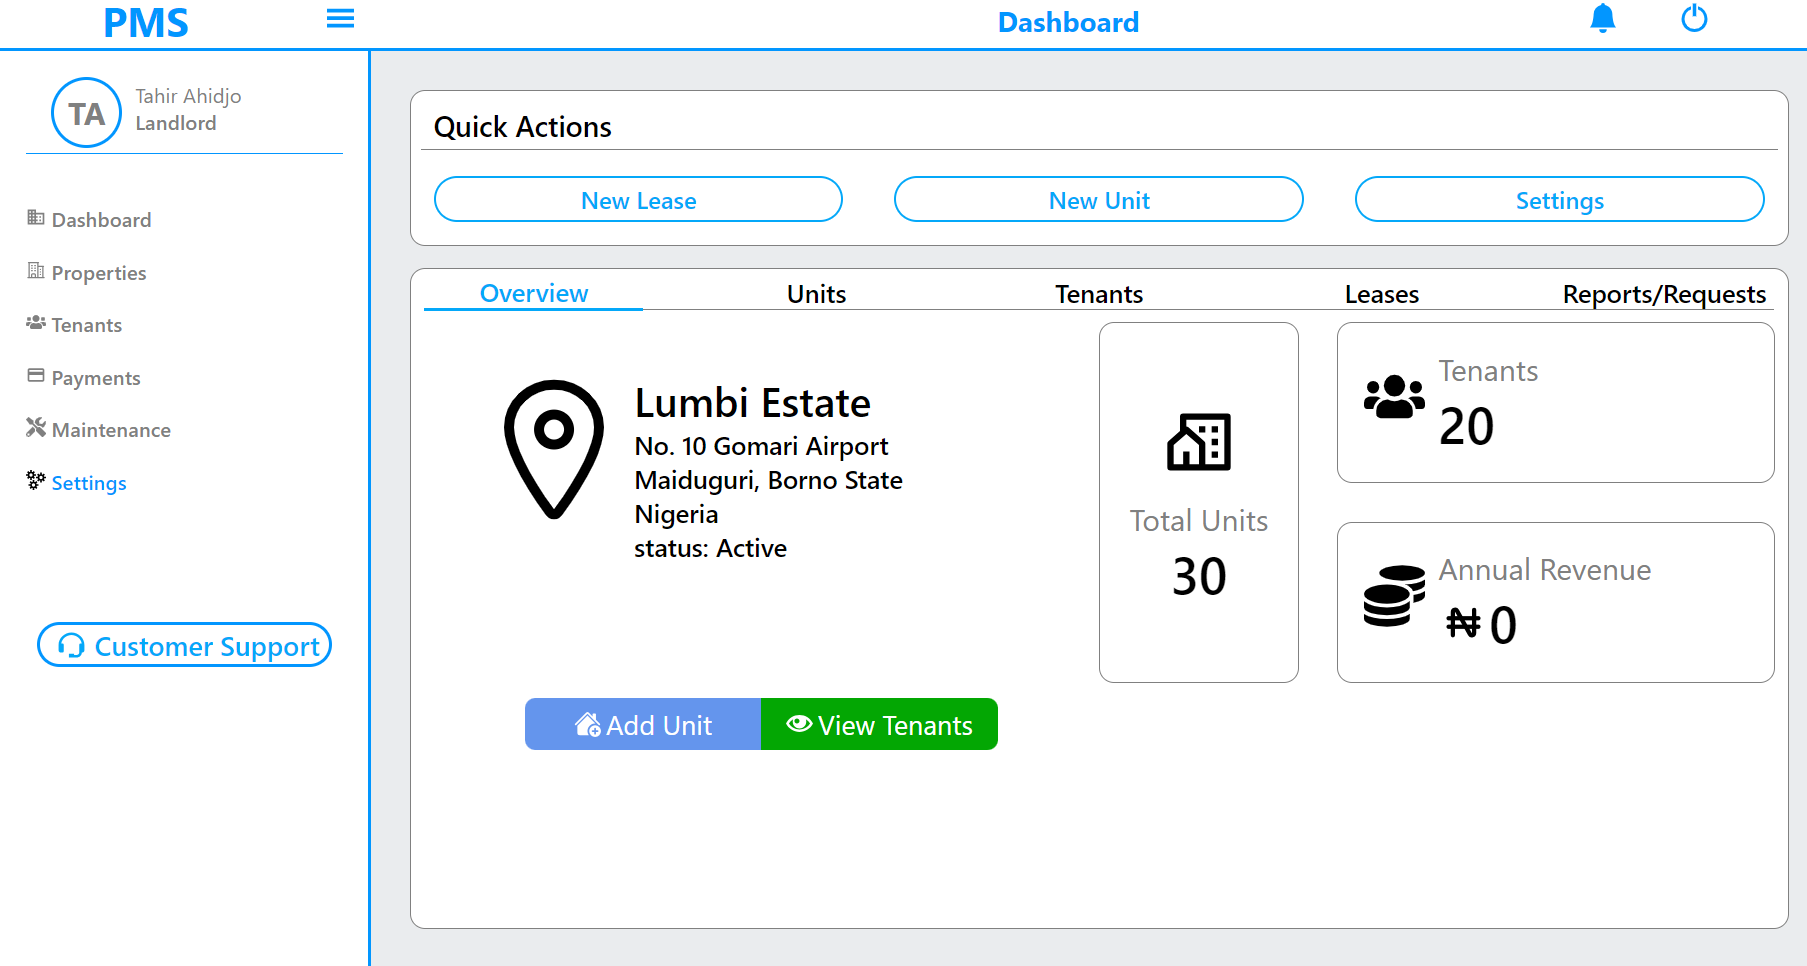 PMS
Dashboard
TA
Tahir Ahidjo
Landlord
Dashboard
Properties
Tenants
Payments
Maintenance
Settings
Customer Support
Quick Actions
New Lease
New Unit
Settings
Overview
Units
Tenants
Leases
Reports/Requests
Lumbi Estate
No. 10 Gomari Airport
Maiduguri, Borno State
Nigeria
status: Active
Add Unit
View Tenants
Total Units
30
Tenants
20
Annual Revenue
₦ 0